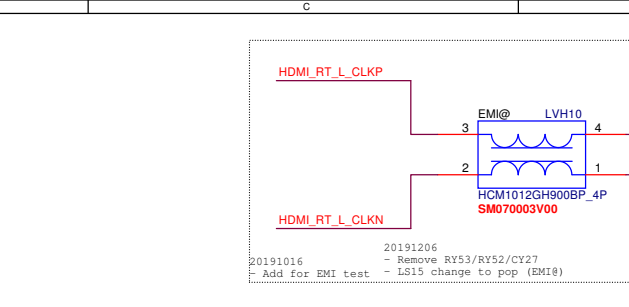 C
HDMI_RT_L_CLKP
EMI@ LVH10
3 4
2 1
HCM1012GH900BP_4P
SM070003V00
HDMI_RT_L_CLKN
20191016
- Add for EMI test
20191206
- Remove RY53/RY52/CY27
- LS15 change to pop (EMI@)